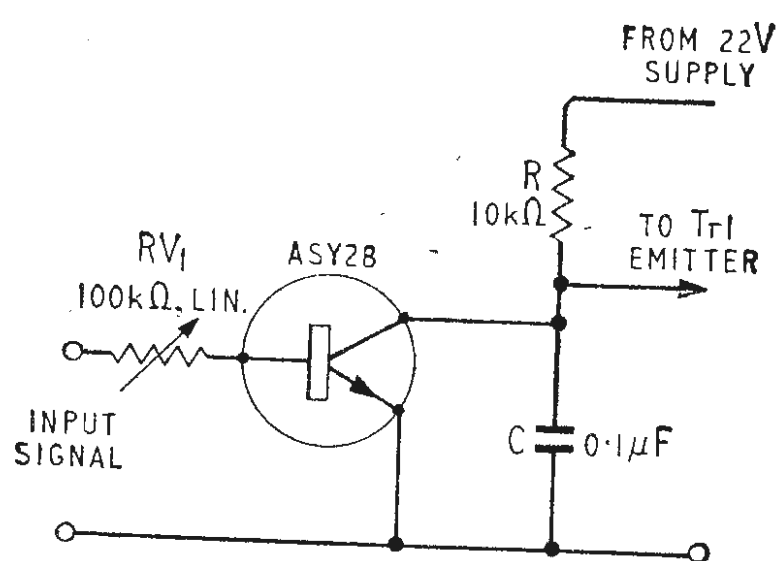 FROM 22V
SUPPLY
R
10kΩ
TO Tr1
EMITTER
RV1
100kΩ, LIN.
ASY28
INPUT
SIGNAL
C 0·1μF